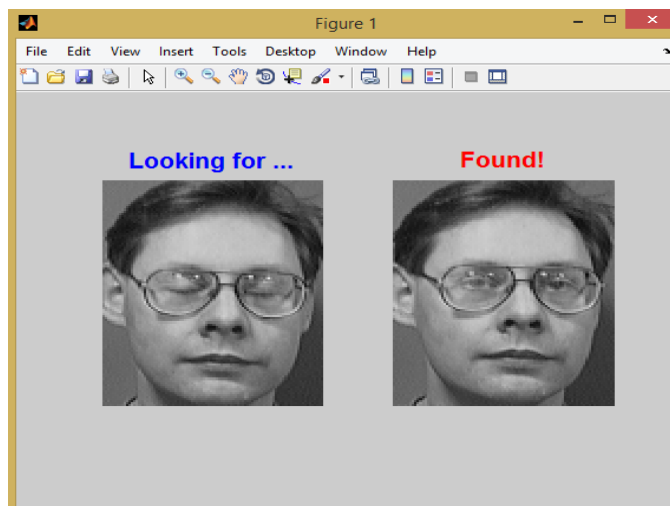 Figure 1
File Edit View Insert Tools Desktop Window Help
Looking for ...
Found!